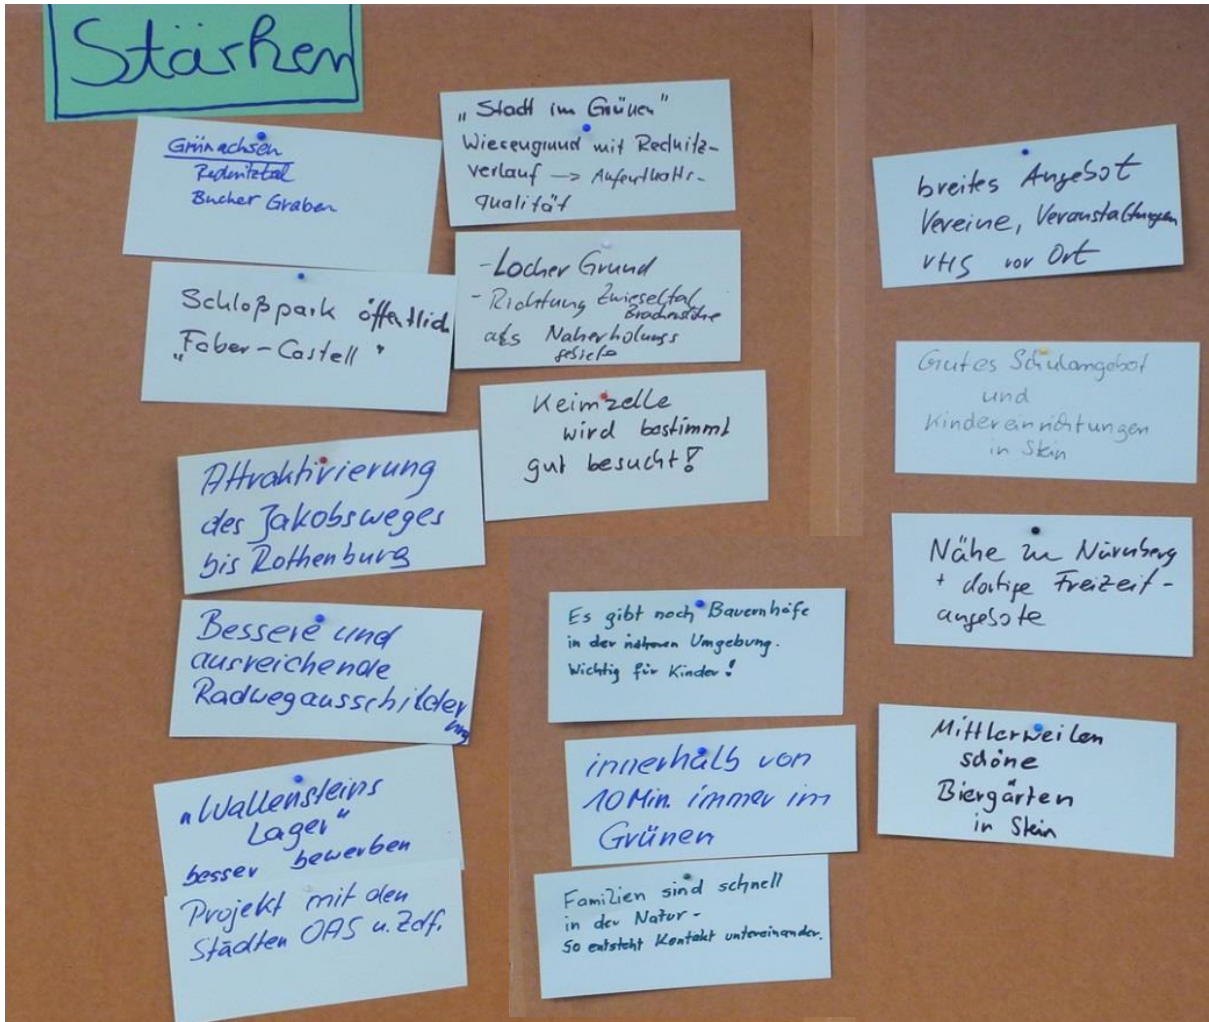 Stärken
Grünachsen
Rednitztal
Bucher Graben
„Stadt im Grünen"
Wiesengrund mit Rednitz-
verlauf -> Aufenthalts-
qualität
breites Angebot
Vereine, Veranstaltungen
VHS vor Ort
Schloßpark öffentlich
„Faber-Castell"
- Locher Grund
- Richtung Zwieseltal
als Naherholungs
gebiete
Gutes Schulangebot
und
Kindereinrichtungen
in Stein
Keimzelle
wird bestimmt
gut besucht!
Attraktivierung
des Jakobsweges
bis Rothenburg
Nähe zu Nürnberg
+ dortige Freizeit-
angebote
Bessere und
ausreichende
Radwegausschilder
ung
Es gibt noch Bauernhöfe
in der näheren Umgebung.
Wichtig für Kinder!
Mittlerweilen
schöne
Biergärten
in Stein
innerhalb von
10 Min. immer im
Grünen
„Wallensteins
Lager"
besser bewerben
Projekt mit den
Städten OAS u. Zdf.
Familien sind schnell
in der Natur -
So entsteht Kontakt untereinander.